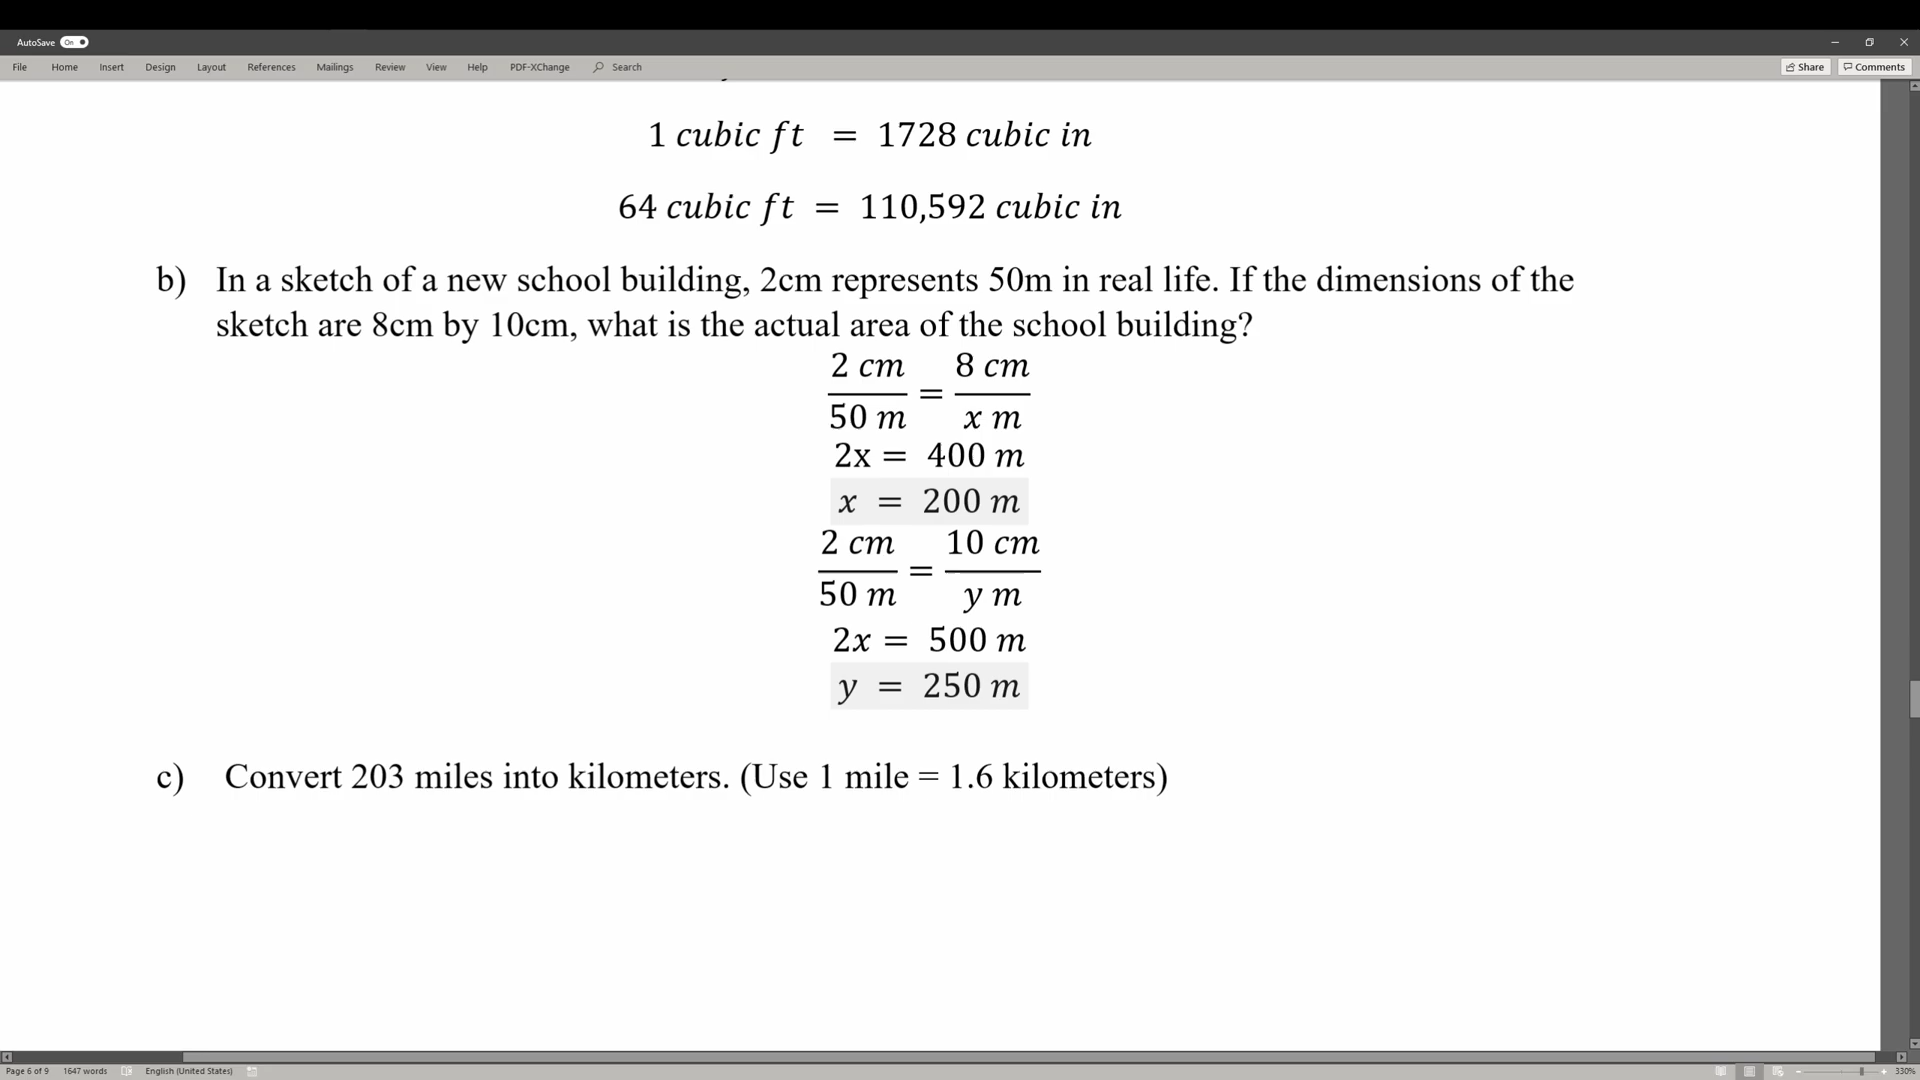 AutoSave On
File Home Insert Design Layout References Mailings Review View Help PDF-XChange Search Share Comments
1 cubic ft = 1728 cubic in
64 cubic ft = 110,592 cubic in
b) In a sketch of a new school building, 2cm represents 50m in real life. If the dimensions of the
sketch are 8cm by 10cm, what is the actual area of the school building?
2 cm / 50 m = 8 cm / x m
2x = 400 m
x = 200 m
2 cm / 50 m = 10 cm / y m
2x = 500 m
y = 250 m
c) Convert 203 miles into kilometers. (Use 1 mile = 1.6 kilometers)
Page 6 of 9 1647 words English (United States) 330%